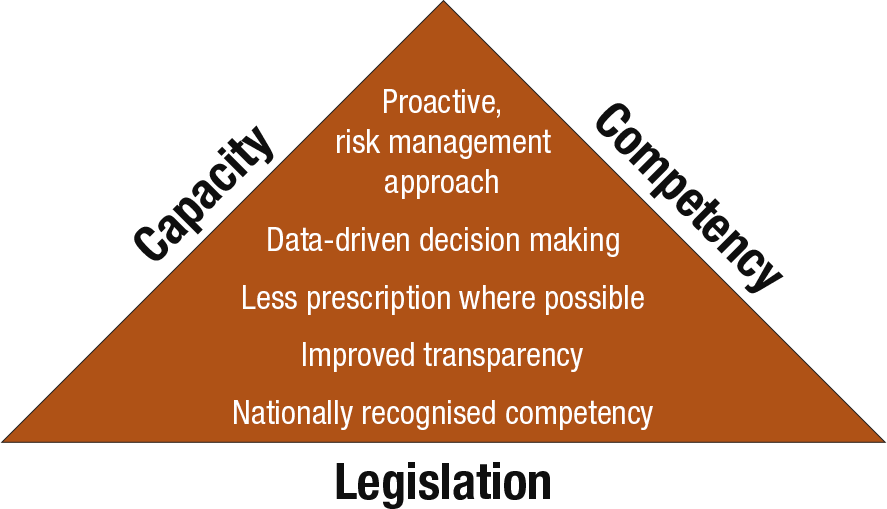 Capacity
Competency
Proactive,
risk management
approach
Data-driven decision making
Less prescription where possible
Improved transparency
Nationally recognised competency
Legislation